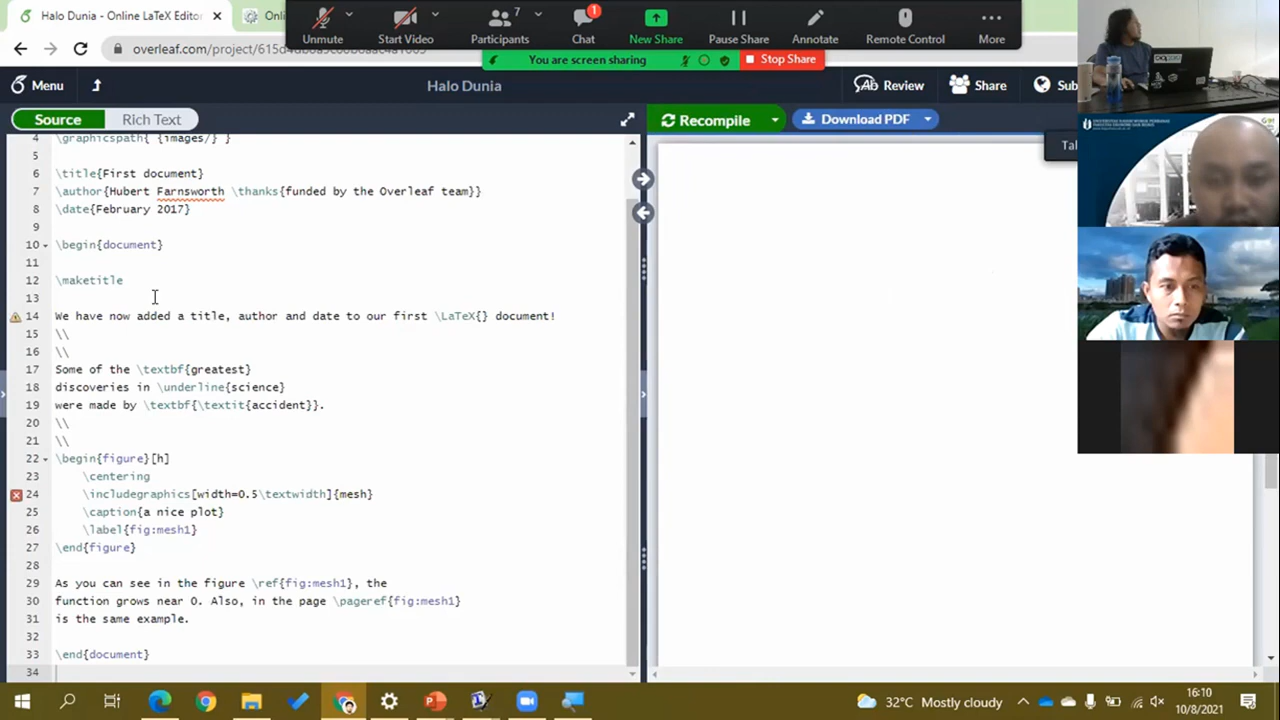 Halo Dunia - Online LaTeX Editor
Onli
Unmute
Start Video
7
Participants
1
Chat
New Share
Pause Share
Annotate
Remote Control
More
overleaf.com/project/
You are screen sharing
Stop Share
Menu
Halo Dunia
Review
Share
Sub
Source
Rich Text
Recompile
Download PDF
Tal
4 \graphicspath{ {images/} }
5
6 \title{First document}
7 \author{Hubert Farnsworth \thanks{funded by the Overleaf team}}
8 \date{February 2017}
9
10 \begin{document}
11
12 \maketitle
13
14 We have now added a title, author and date to our first \LaTeX{} document!
15 \\
16 \\
17 Some of the \textbf{greatest}
18 discoveries in \underline{science}
19 were made by \textbf{\textit{accident}}.
20 \\
21 \\
22 \begin{figure}[h]
23 \centering
24 \includegraphics[width=0.5\textwidth]{mesh}
25 \caption{a nice plot}
26 \label{fig:mesh1}
27 \end{figure}
28
29 As you can see in the figure \ref{fig:mesh1}, the
30 function grows near 0. Also, in the page \pageref{fig:mesh1}
31 is the same example.
32
33 \end{document}
34
32°C Mostly cloudy
16:10
10/8/2021